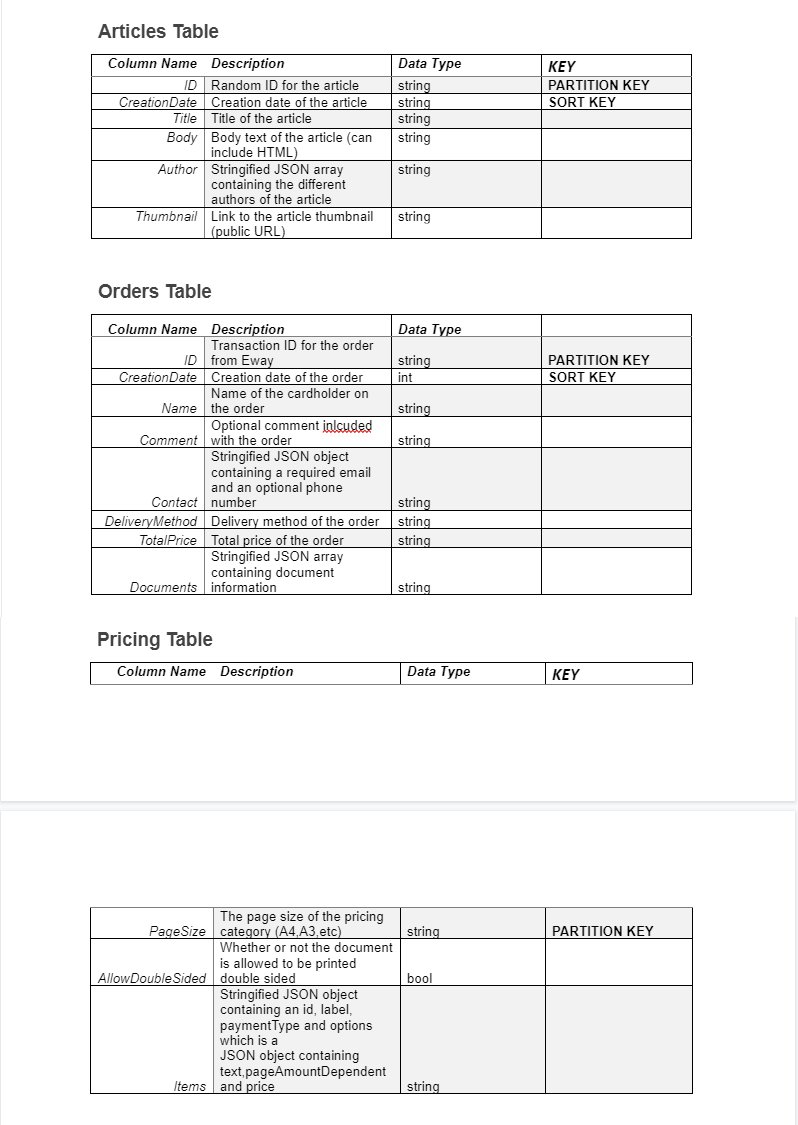 Articles Table
Column Name Description Data Type KEY
ID Random ID for the article string PARTITION KEY
CreationDate Creation date of the article string SORT KEY
Title Title of the article string
Body Body text of the article (can string
include HTML)
Author Stringified JSON array string
containing the different
authors of the article
Thumbnail Link to the article thumbnail string
(public URL)
Orders Table
Column Name Description Data Type
Transaction ID for the order
ID from Eway string PARTITION KEY
CreationDate Creation date of the order int SORT KEY
Name of the cardholder on
Name the order string
Optional comment inlcuded
Comment with the order string
Stringified JSON object
containing a required email
and an optional phone
Contact number string
DeliveryMethod Delivery method of the order string
TotalPrice Total price of the order string
Stringified JSON array
containing document
Documents information string
Pricing Table
Column Name Description Data Type KEY
The page size of the pricing
PageSize category (A4,A3,etc) string PARTITION KEY
Whether or not the document
is allowed to be printed
AllowDoubleSided double sided bool
Stringified JSON object
containing an id, label,
paymentType and options
which is a
JSON object containing
text,pageAmountDependent
Items and price string